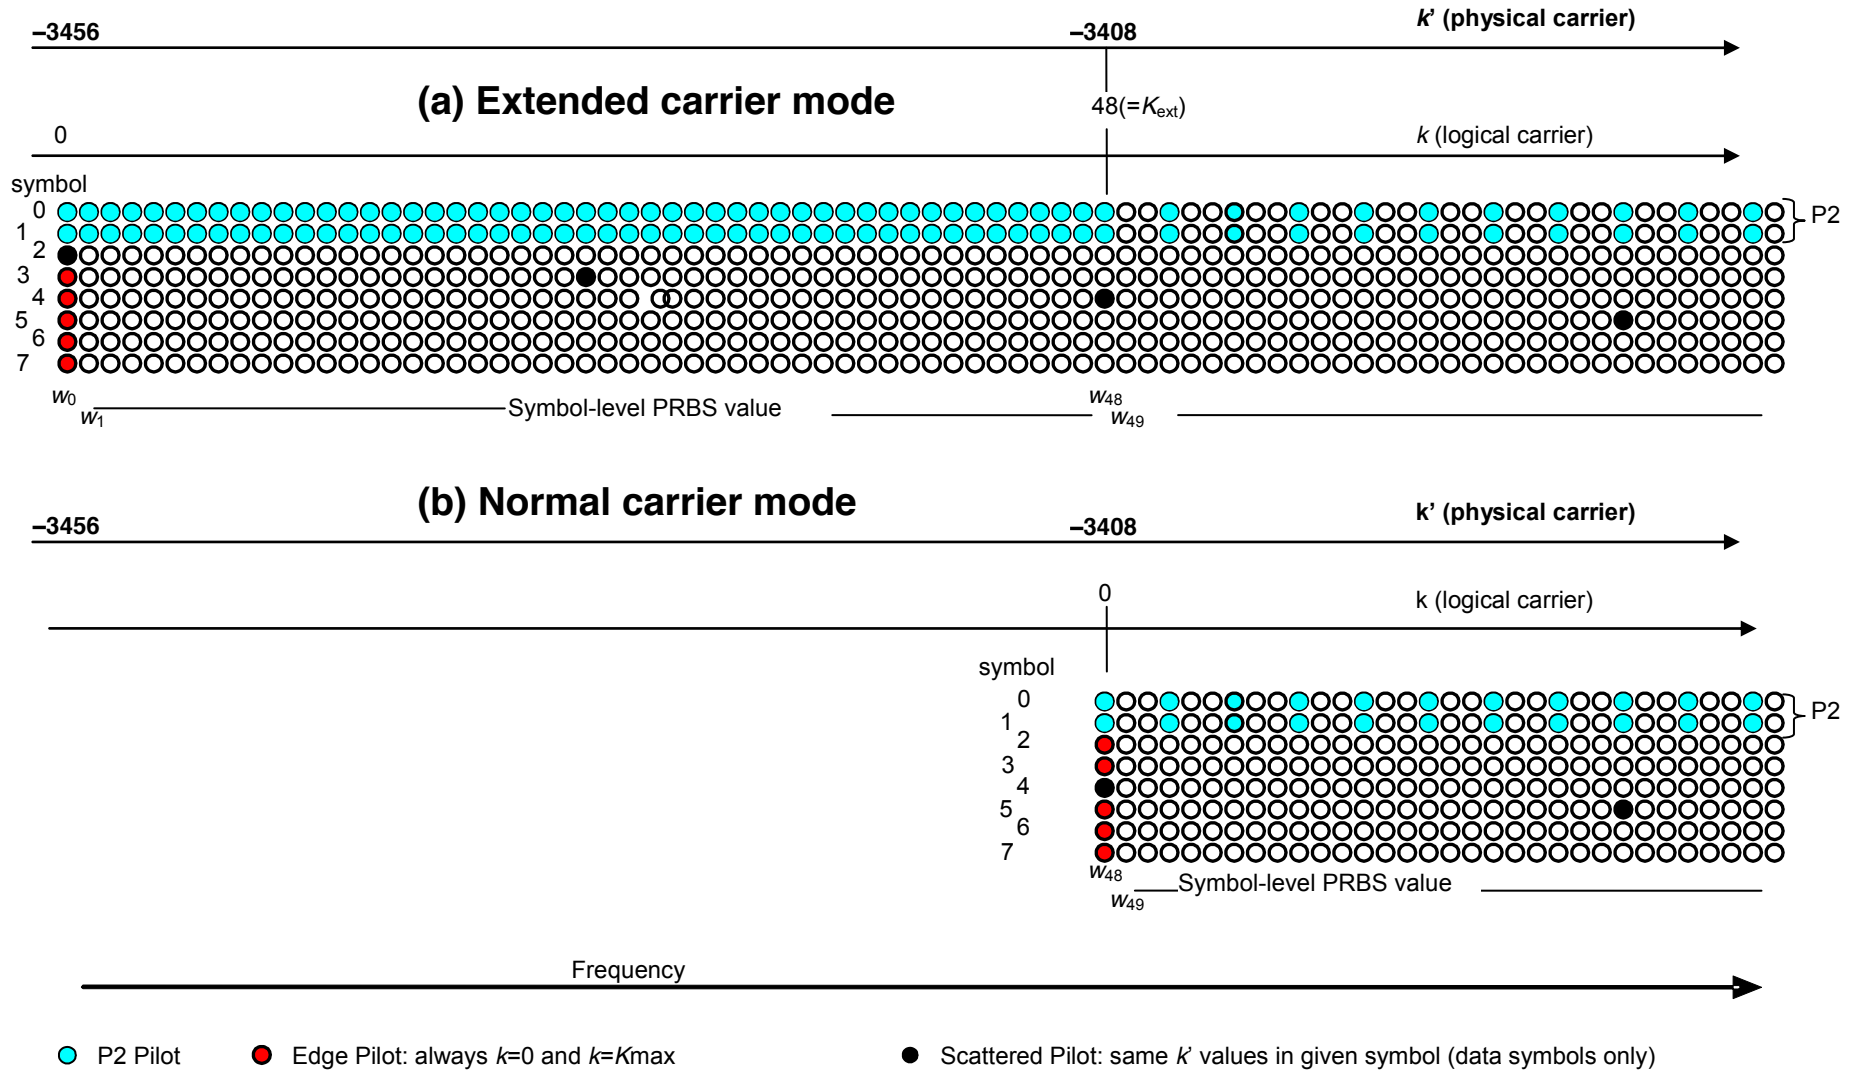 k’ (physical carrier)
–3456
–3408
(a) Extended carrier mode
48(=Kext)
0
k (logical carrier)
symbol
0
1
2
3
4
5
6
7
P2
w0
w1
Symbol-level PRBS value
w48
w49
(b) Normal carrier mode
–3456
–3408
k’ (physical carrier)
0
k (logical carrier)
symbol
0
1
2
3
4
5
6
7
P2
w48
w49
Symbol-level PRBS value
Frequency
P2 Pilot
Edge Pilot: always k=0 and k=Kmax
Scattered Pilot: same k’ values in given symbol (data symbols only)